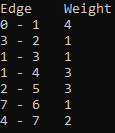 Edge Weight
0 - 1 4
3 - 2 1
1 - 3 1
1 - 4 3
2 - 5 3
7 - 6 1
4 - 7 2